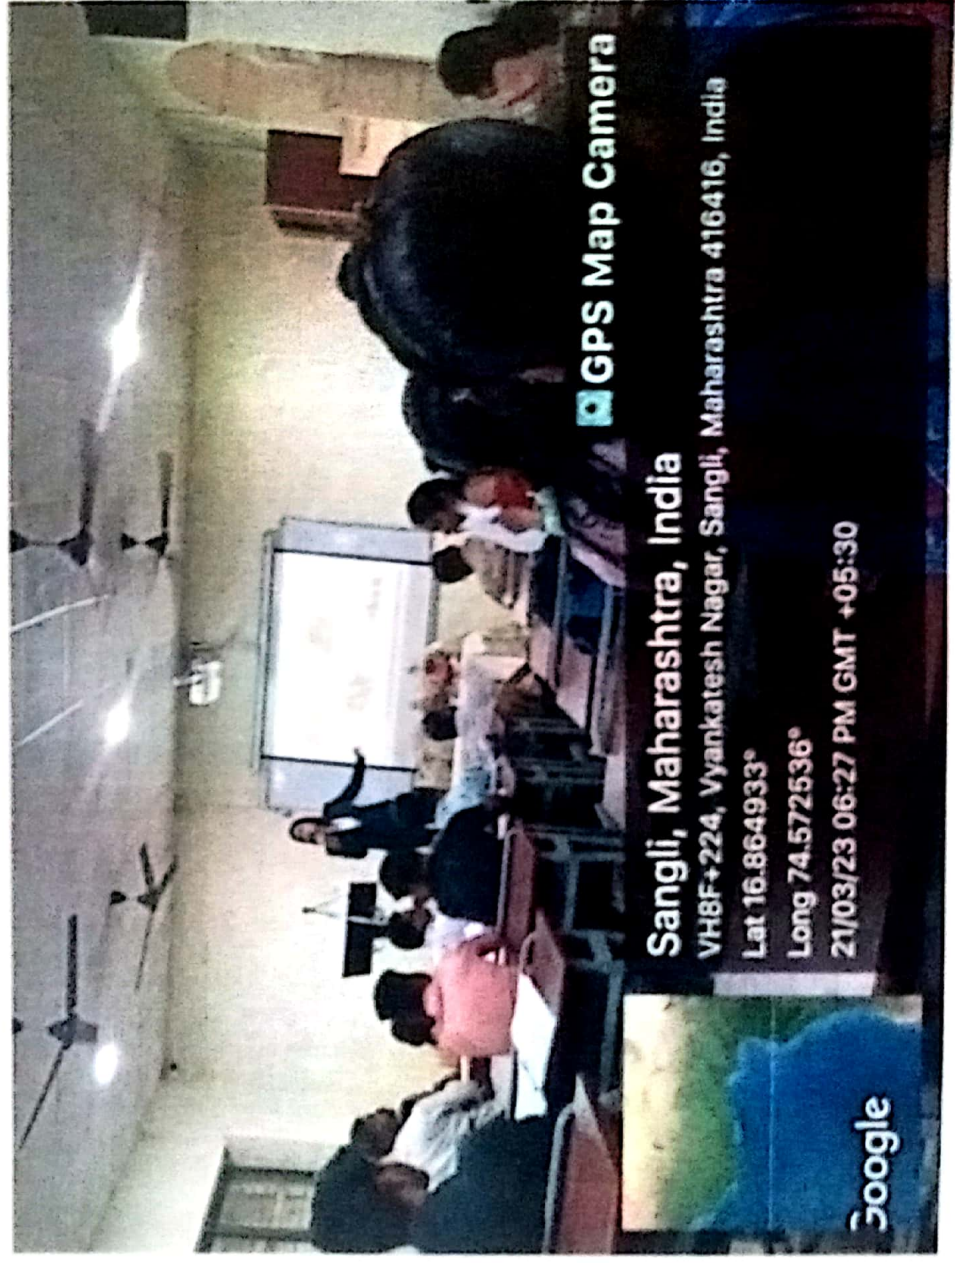 GPS Map Camera
Sangli, Maharashtra, India
VH8F+224, Vyankatesh Nagar, Sangli, Maharashtra 416416, India
Lat 16.864933°
Long 74.572536°
21/03/23 06:27 PM GMT +05:30
Google